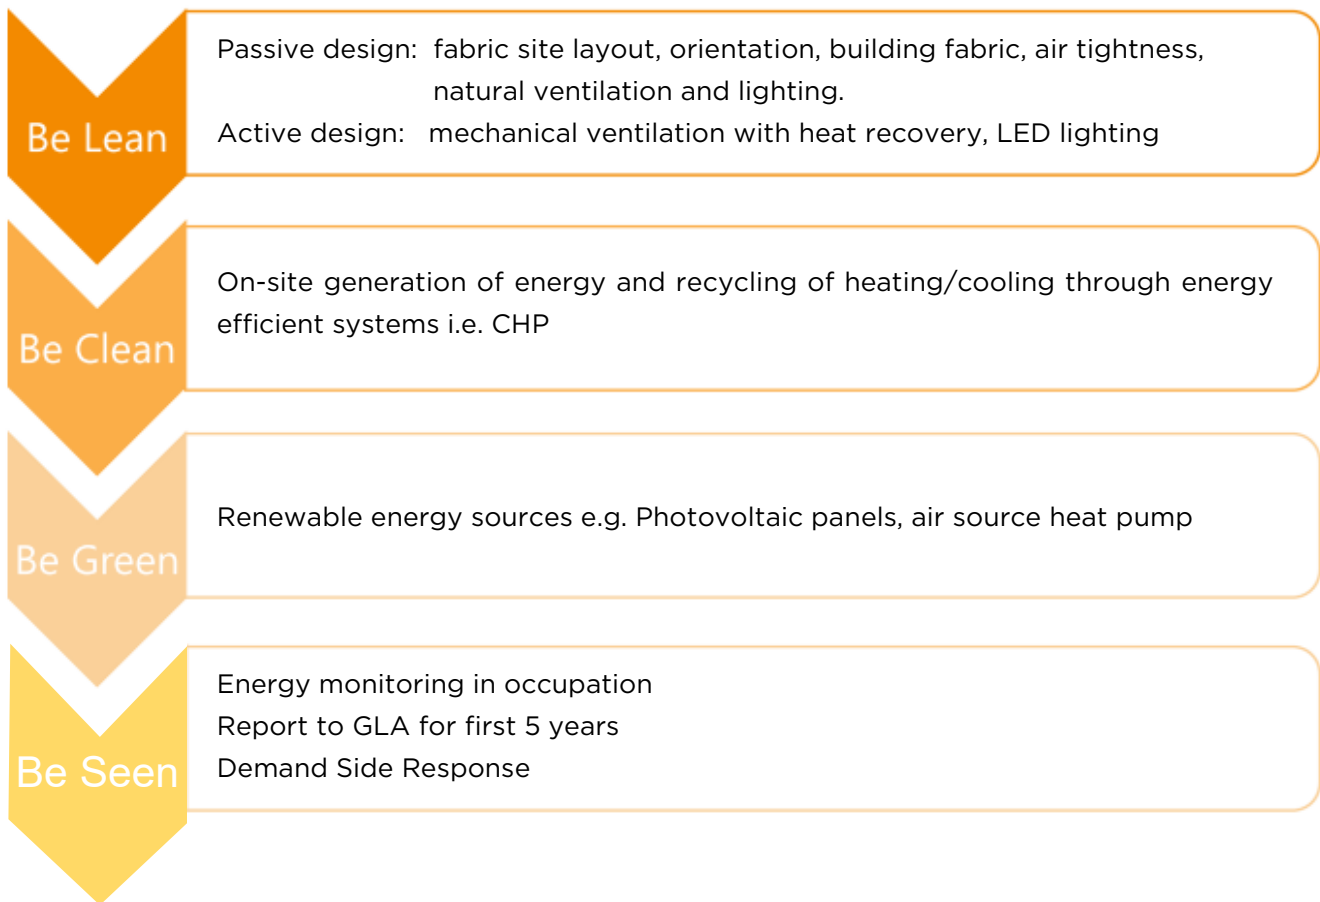 Be Lean
Passive design: fabric site layout, orientation, building fabric, air tightness,
natural ventilation and lighting.
Active design: mechanical ventilation with heat recovery, LED lighting
Be Clean
On-site generation of energy and recycling of heating/cooling through energy
efficient systems i.e. CHP
Be Green
Renewable energy sources e.g. Photovoltaic panels, air source heat pump
Be Seen
Energy monitoring in occupation
Report to GLA for first 5 years
Demand Side Response